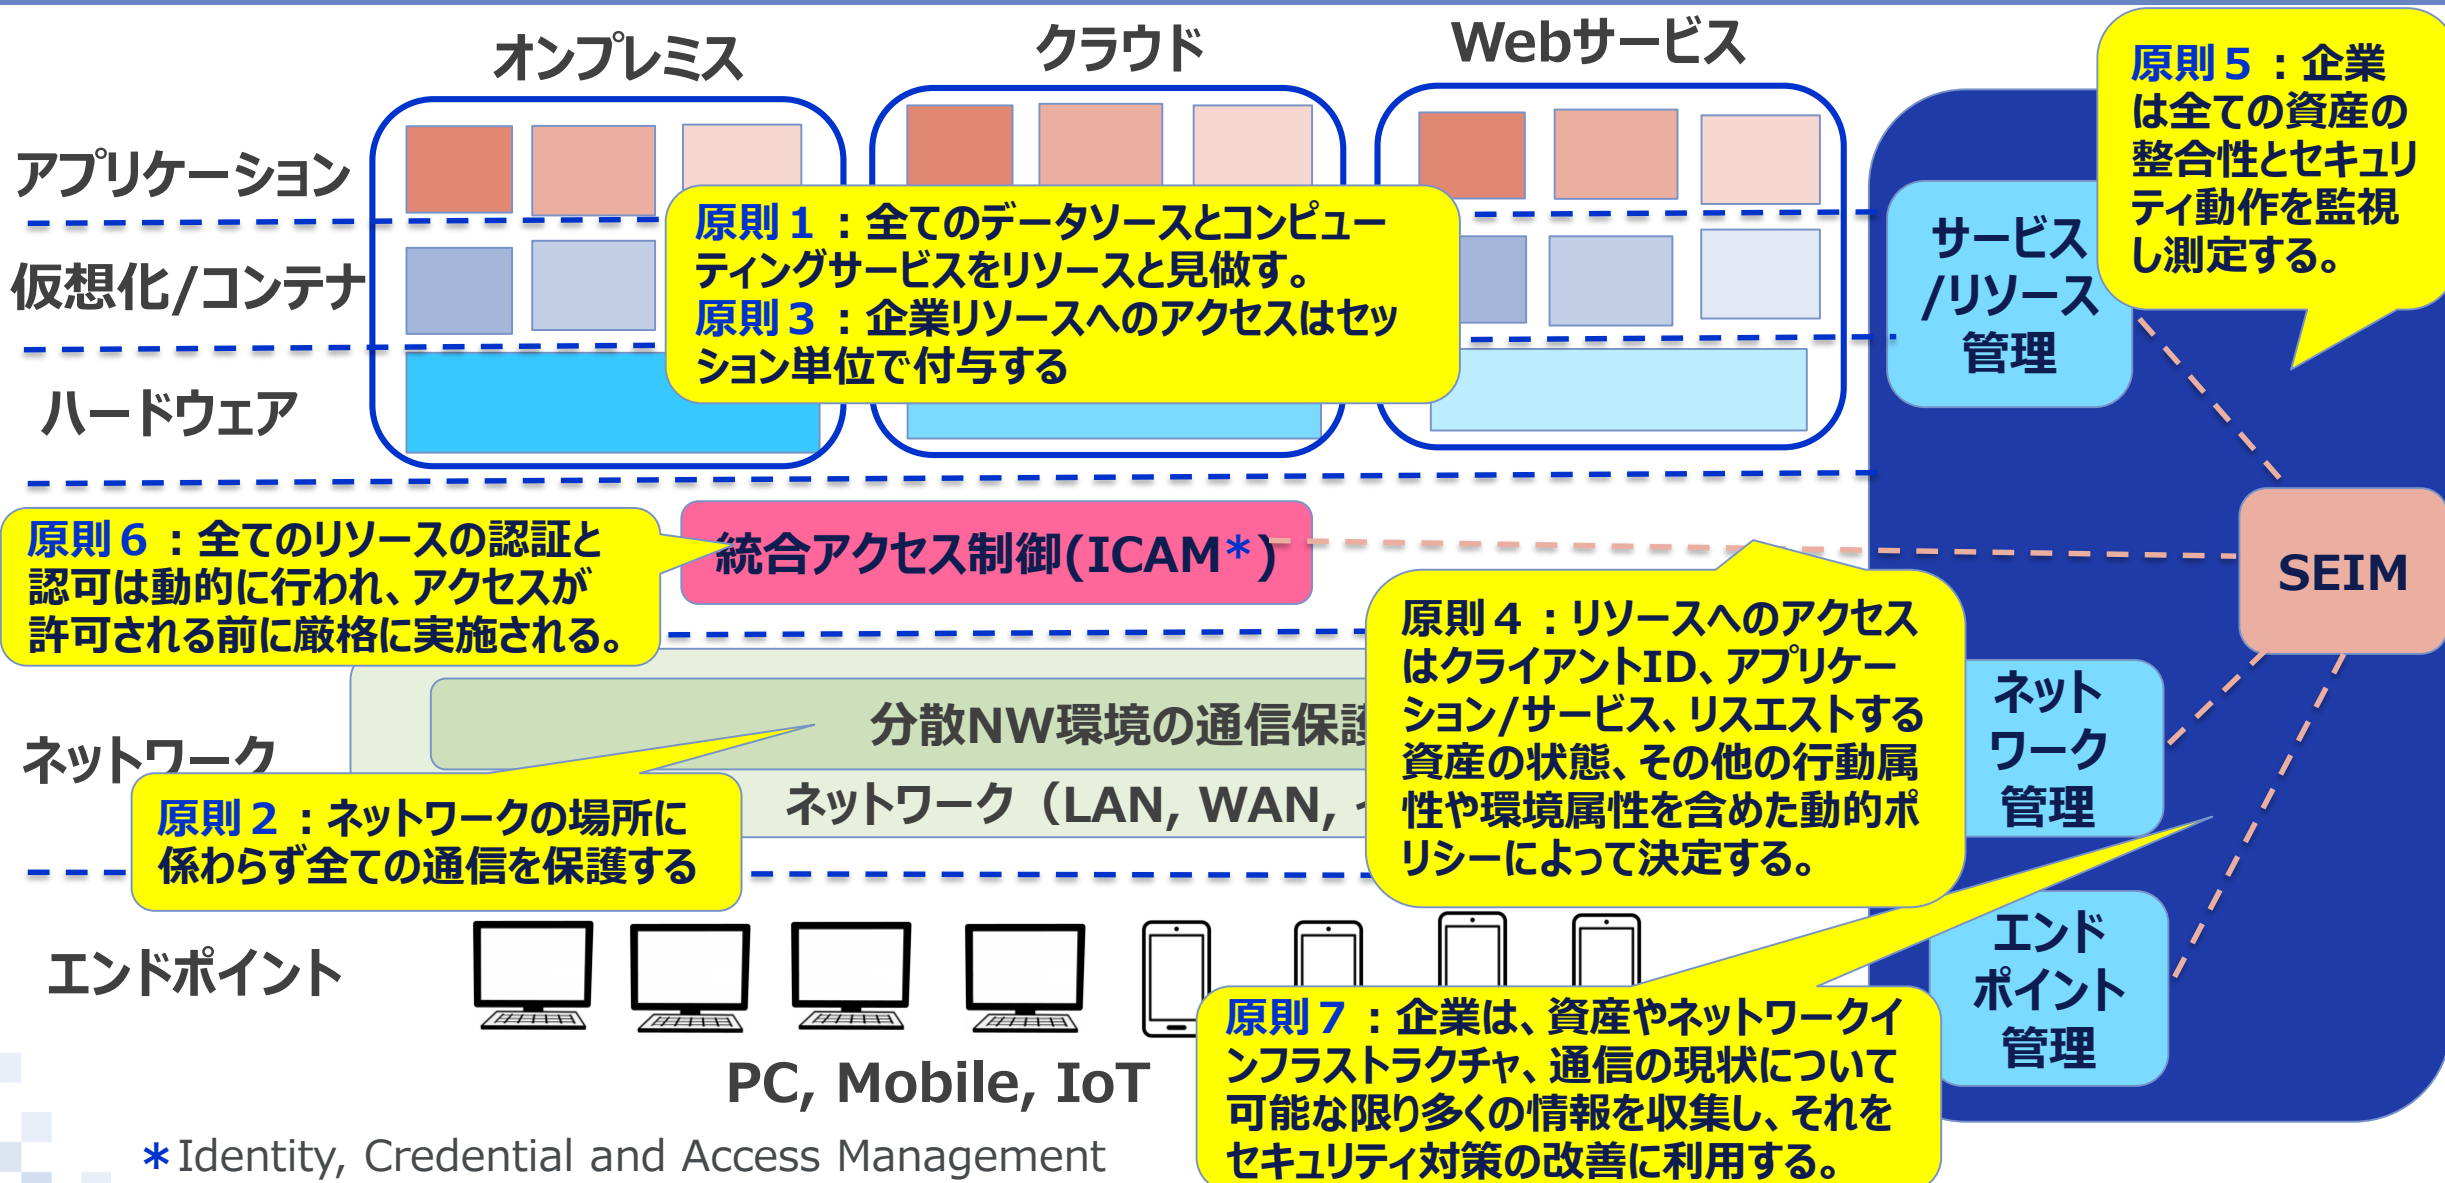 オンプレミス
クラウド
Webサービス
原則５：企業
は全ての資産の
整合性とセキュリ
ティ動作を監視
し測定する。
アプリケーション
原則１：全てのデータソースとコンピュー
ティングサービスをリソースと見做す。
原則３：企業リソースへのアクセスはセッ
ション単位で付与する
サービス
/リソース
管理
仮想化/コンテナ
ハードウェア
原則６：全てのリソースの認証と
認可は動的に行われ、アクセスが
許可される前に厳格に実施される。
統合アクセス制御(ICAM*)
SEIM
原則４：リソースへのアクセス
はクライアントID、アプリケー
ション/サービス、リスエストする
資産の状態、その他の行動属
性や環境属性を含めた動的ポ
リシーによって決定する。
分散NW環境の通信保護
ネットワーク
ネットワーク（LAN, WAN,
ネット
ワーク
管理
原則２：ネットワークの場所に
係わらず全ての通信を保護する
エンドポイント
エンド
ポイント
管理
原則７：企業は、資産やネットワークイ
ンフラストラクチャ、通信の現状について
可能な限り多くの情報を収集し、それを
セキュリティ対策の改善に利用する。
PC, Mobile, IoT
*Identity, Credential and Access Management